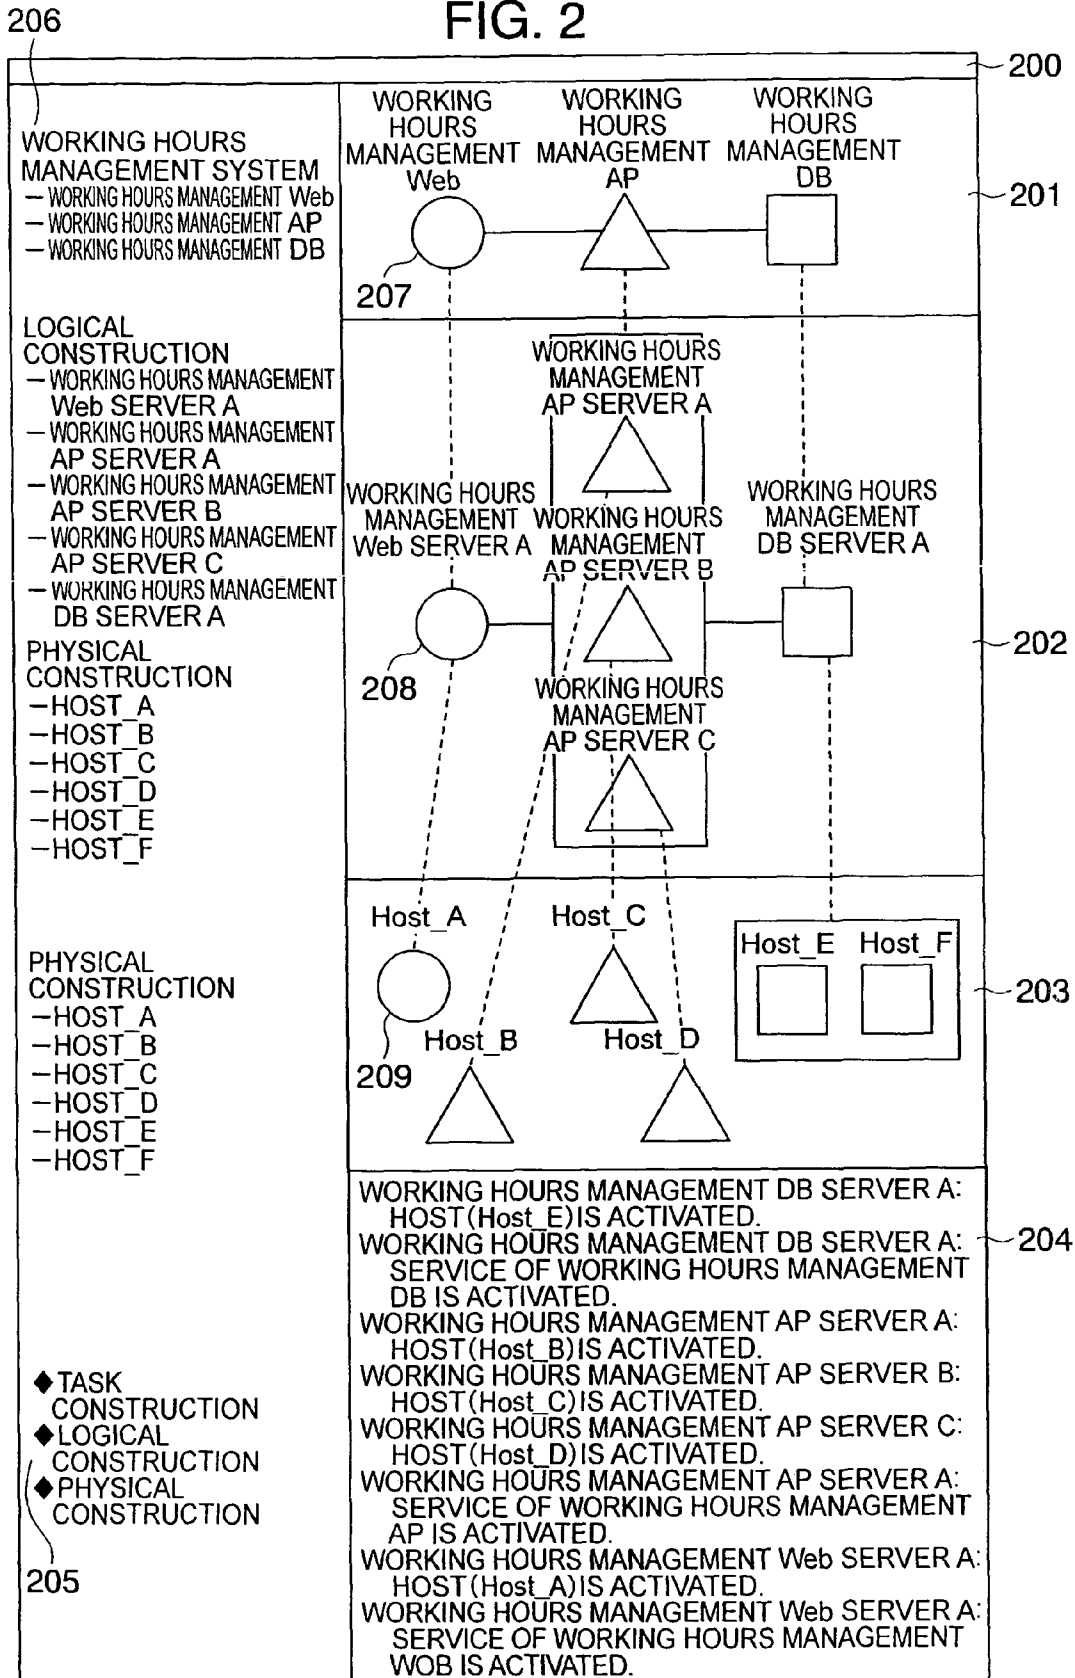 FIG. 2
206
200
WORKING HOURS
MANAGEMENT SYSTEM
— WORKING HOURS MANAGEMENT Web
— WORKING HOURS MANAGEMENT AP
— WORKING HOURS MANAGEMENT DB
LOGICAL
CONSTRUCTION
— WORKING HOURS MANAGEMENT
Web SERVER A
— WORKING HOURS MANAGEMENT
AP SERVER A
— WORKING HOURS MANAGEMENT
AP SERVER B
— WORKING HOURS MANAGEMENT
AP SERVER C
— WORKING HOURS MANAGEMENT
DB SERVER A
PHYSICAL
CONSTRUCTION
—HOST_A
—HOST_B
—HOST_C
—HOST_D
—HOST_E
—HOST_F
PHYSICAL
CONSTRUCTION
—HOST_A
—HOST_B
—HOST_C
—HOST_D
—HOST_E
—HOST_F
◆TASK
CONSTRUCTION
◆LOGICAL
CONSTRUCTION
◆PHYSICAL
CONSTRUCTION
205
WORKING
HOURS
MANAGEMENT
Web
WORKING
HOURS
MANAGEMENT
AP
WORKING
HOURS
MANAGEMENT
DB
201
207
WORKING HOURS
MANAGEMENT
AP SERVER A
WORKING HOURS
MANAGEMENT
Web SERVER A
WORKING HOURS
MANAGEMENT
AP SERVER B
WORKING HOURS
MANAGEMENT
DB SERVER A
202
208
WORKING HOURS
MANAGEMENT
AP SERVER C
Host_A
Host_C
Host_E
Host_F
203
Host_B
Host_D
209
WORKING HOURS MANAGEMENT DB SERVER A:
HOST(Host_E)IS ACTIVATED.
WORKING HOURS MANAGEMENT DB SERVER A:
204
SERVICE OF WORKING HOURS MANAGEMENT
DB IS ACTIVATED.
WORKING HOURS MANAGEMENT AP SERVER A:
HOST(Host_B)IS ACTIVATED.
WORKING HOURS MANAGEMENT AP SERVER B:
HOST(Host_C)IS ACTIVATED.
WORKING HOURS MANAGEMENT AP SERVER C:
HOST(Host_D)IS ACTIVATED.
WORKING HOURS MANAGEMENT AP SERVER A:
SERVICE OF WORKING HOURS MANAGEMENT
AP IS ACTIVATED.
WORKING HOURS MANAGEMENT Web SERVER A:
HOST(Host_A)IS ACTIVATED.
WORKING HOURS MANAGEMENT Web SERVER A:
SERVICE OF WORKING HOURS MANAGEMENT
WOB IS ACTIVATED.